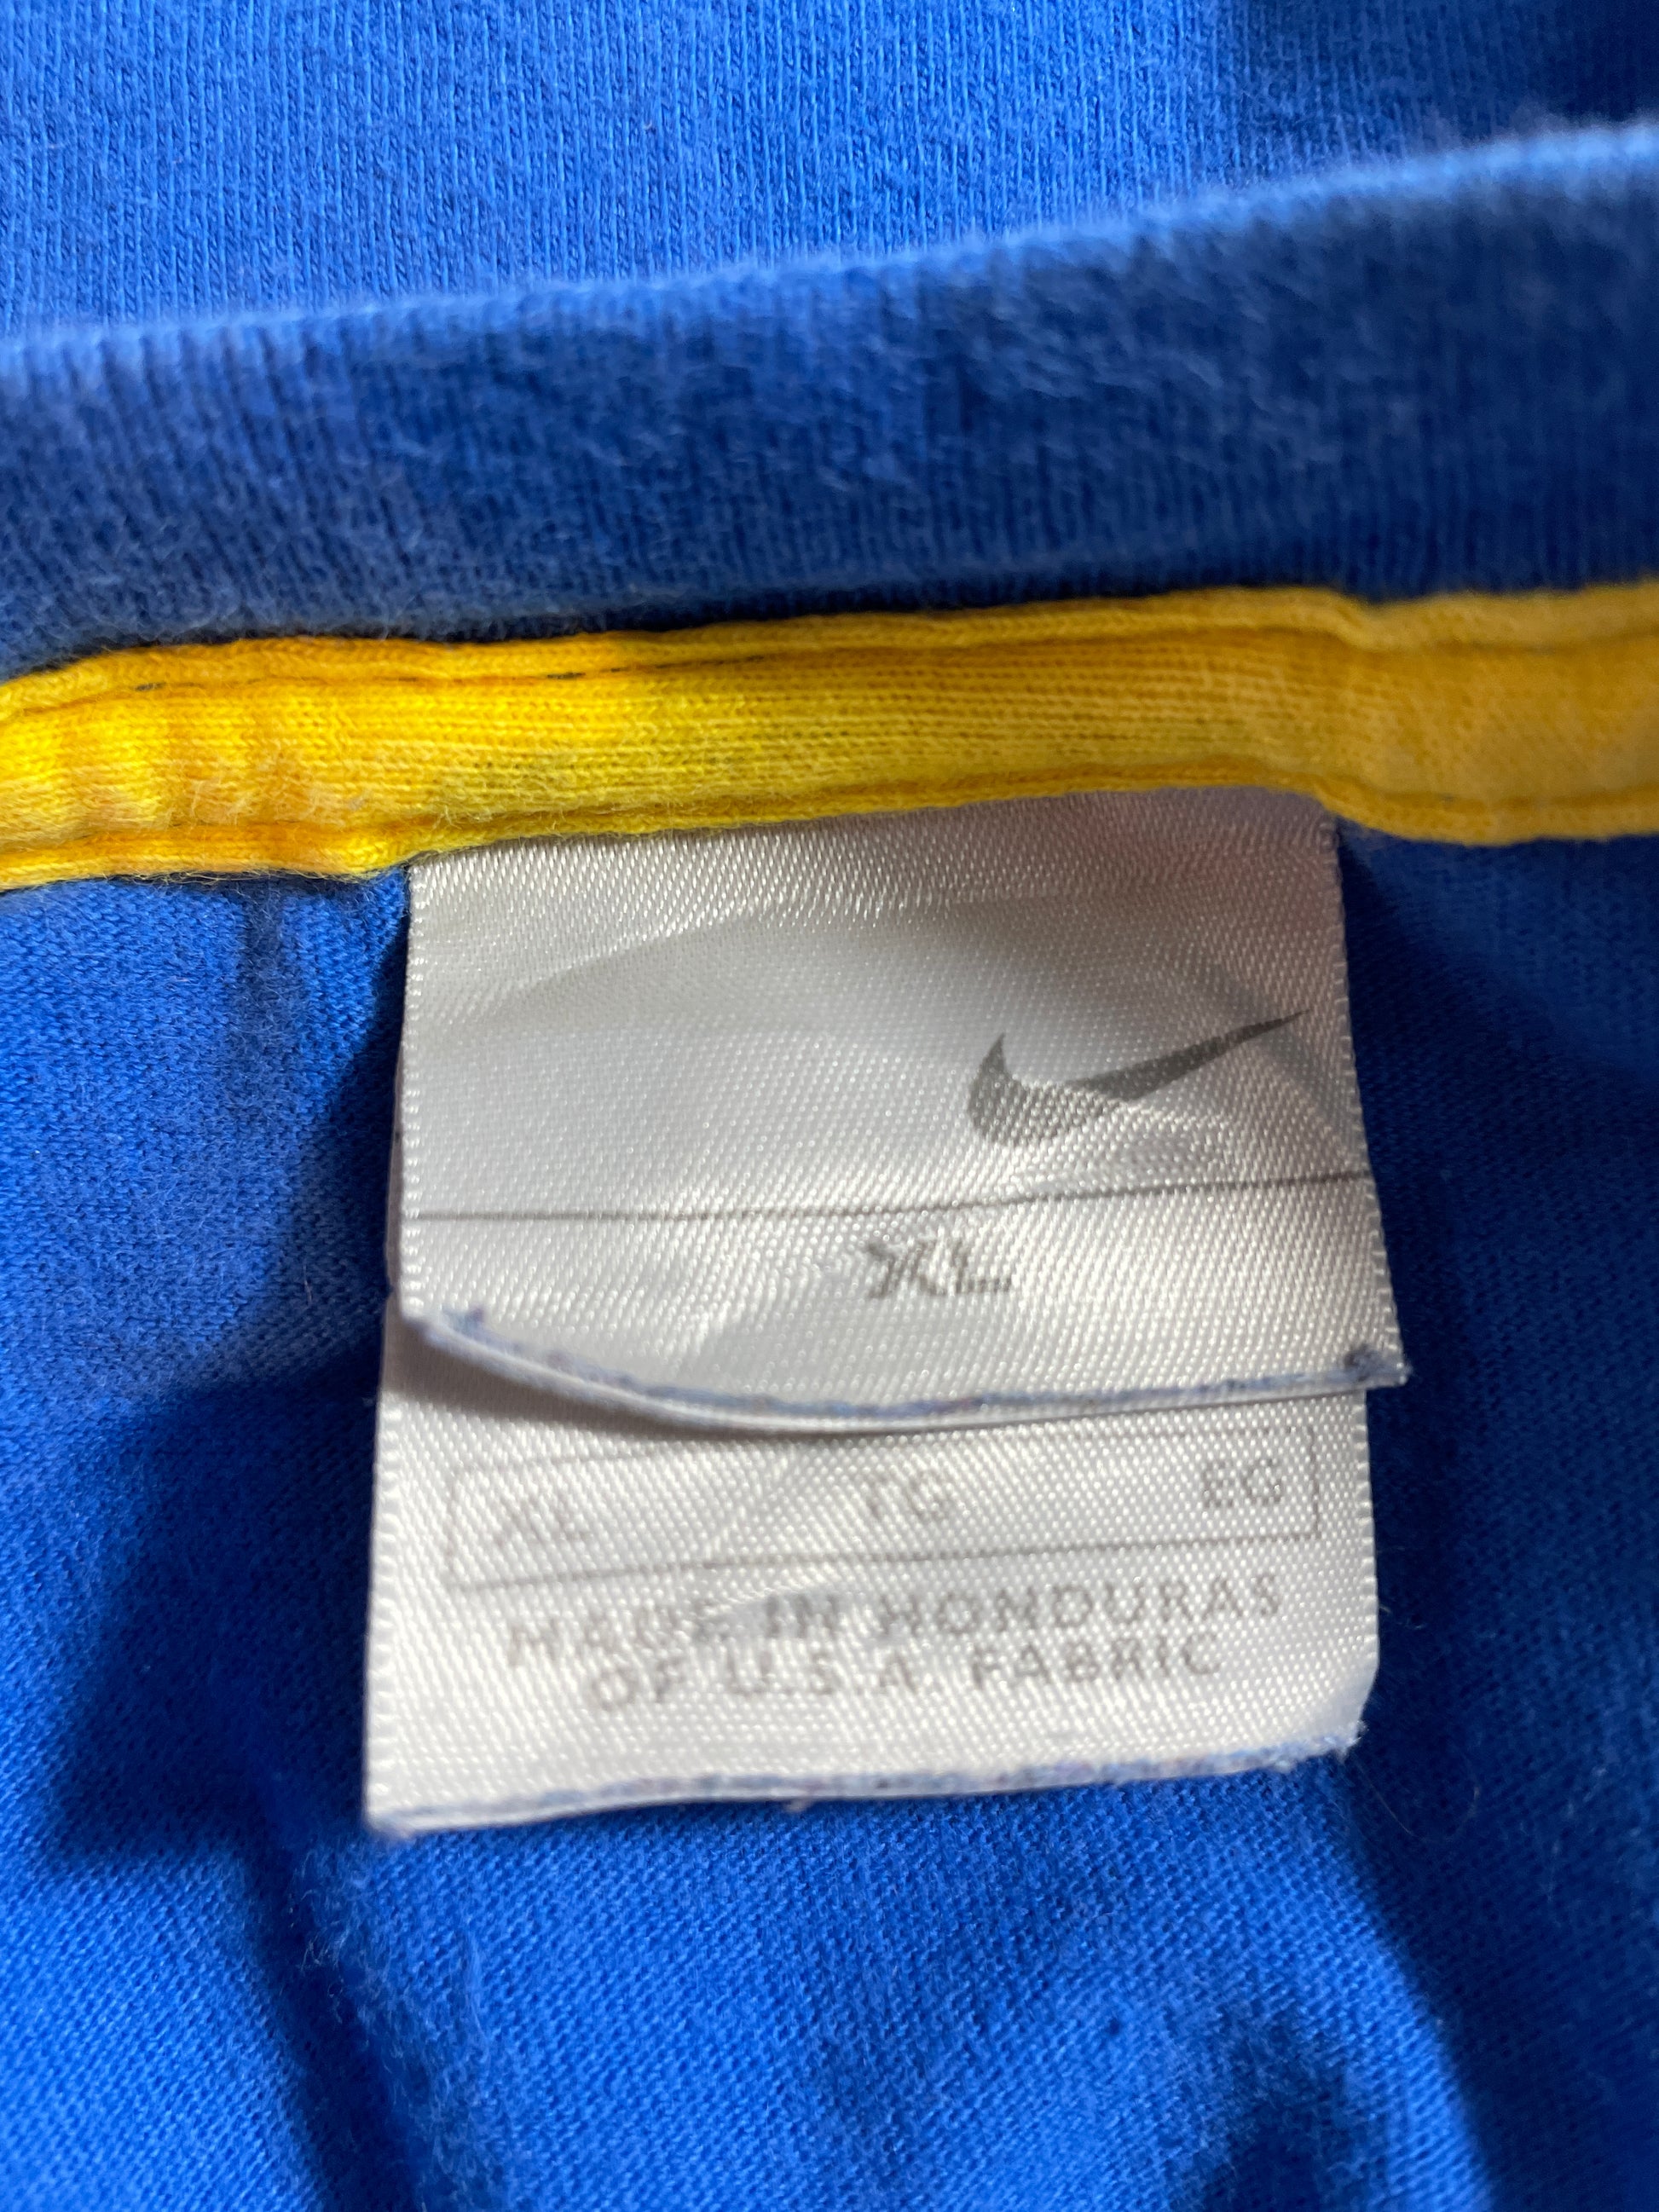 XL
XL TG EG
MADE IN HONDURAS
OF U.S.A. FABRIC